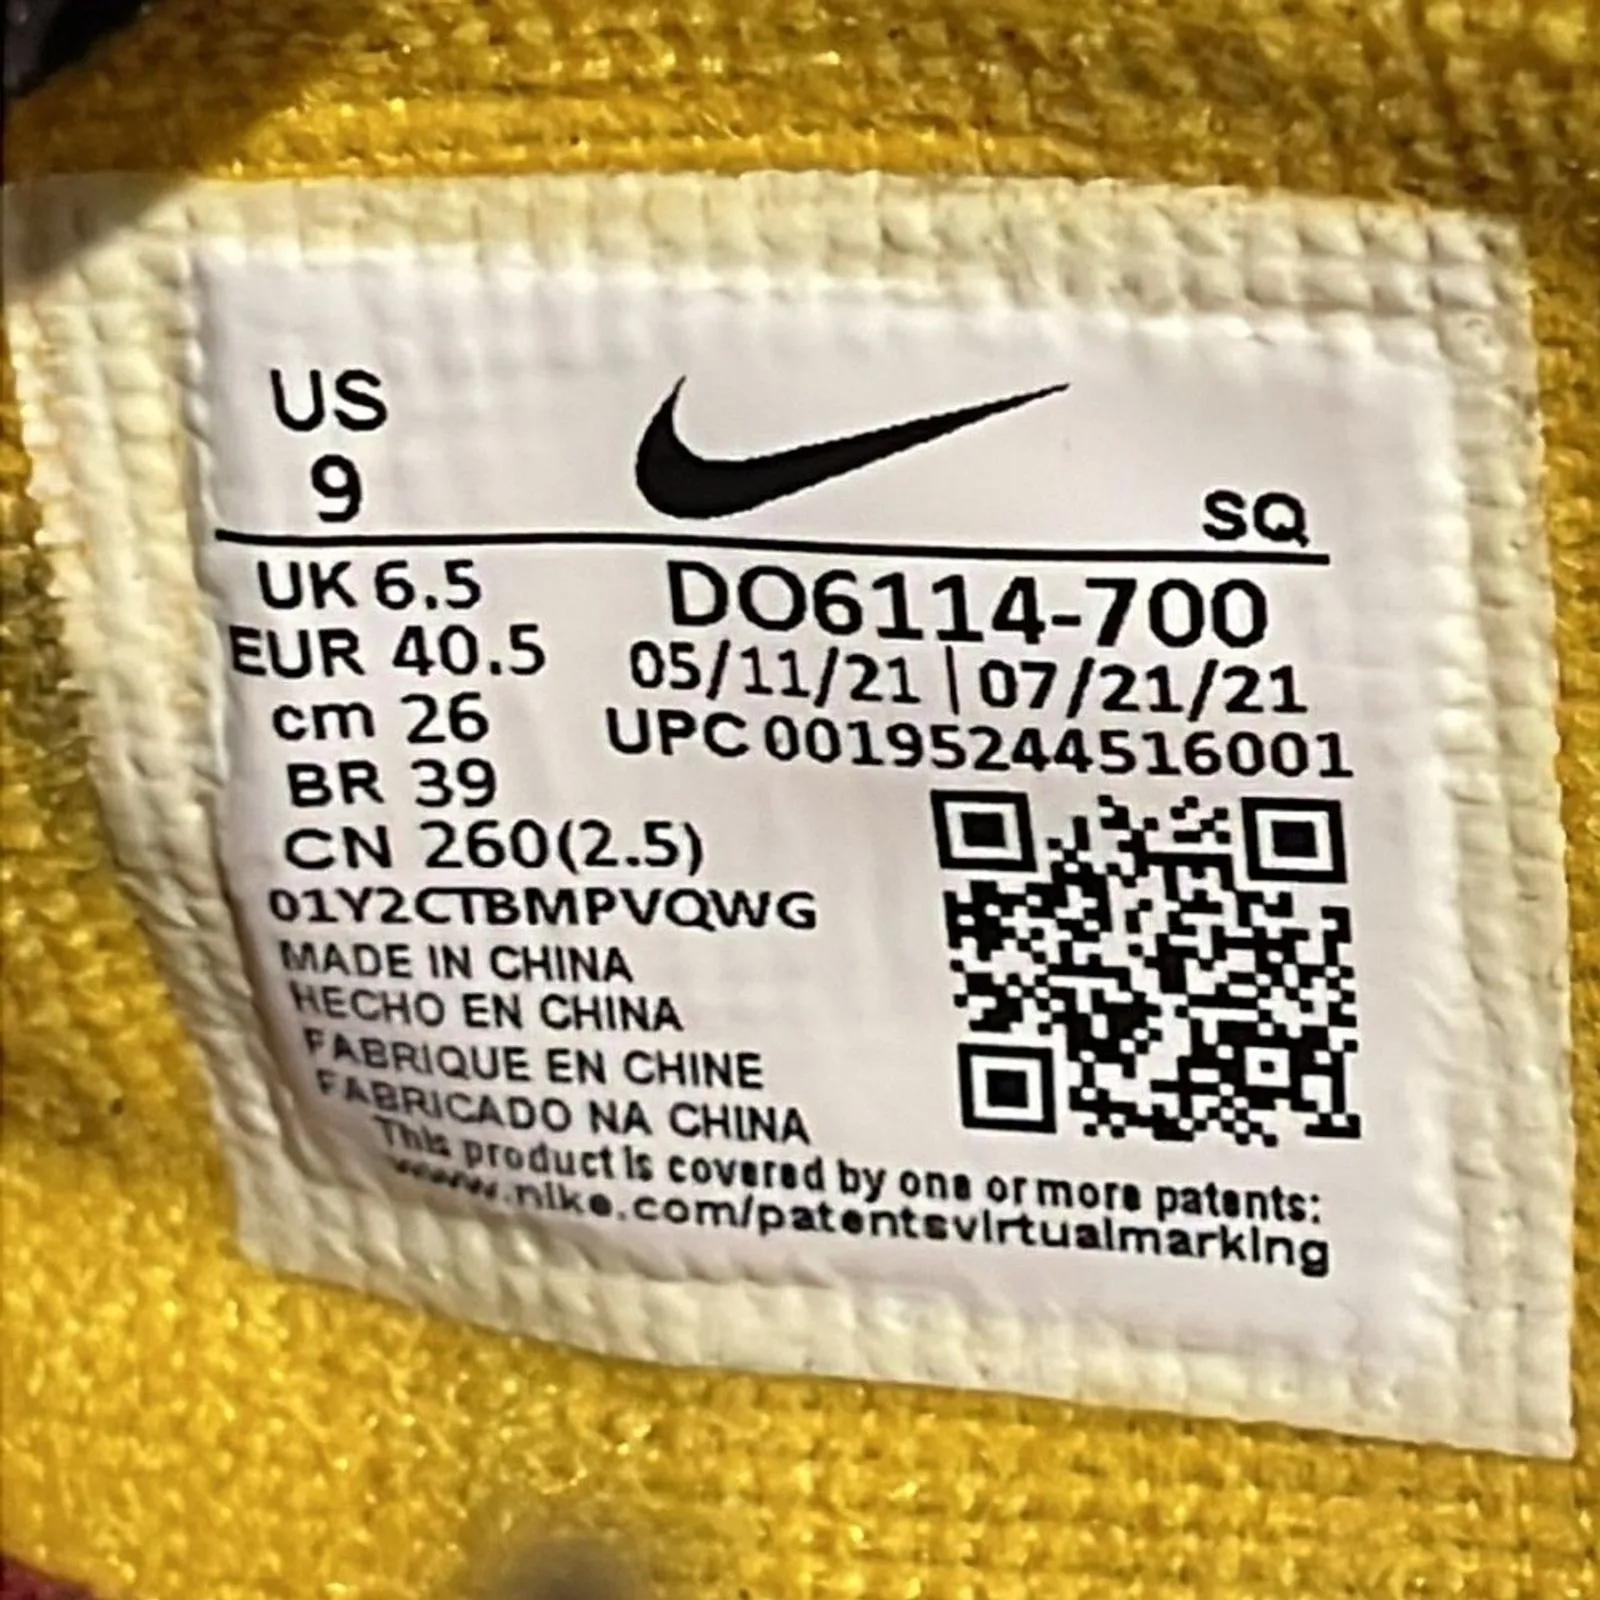 US
9
SQ
UK 6.5
EUR 40.5
cm 26
BR 39
CN 260(2.5)
DO6114-700
05/11/21 | 07/21/21
UPC 00195244516001
01Y2CTBMPVQWG
MADE IN CHINA
HECHO EN CHINA
FABRIQUE EN CHINE
FABRICADO NA CHINA
This product is covered by one or more patents:
www.nike.com/patentsvirtualmarking